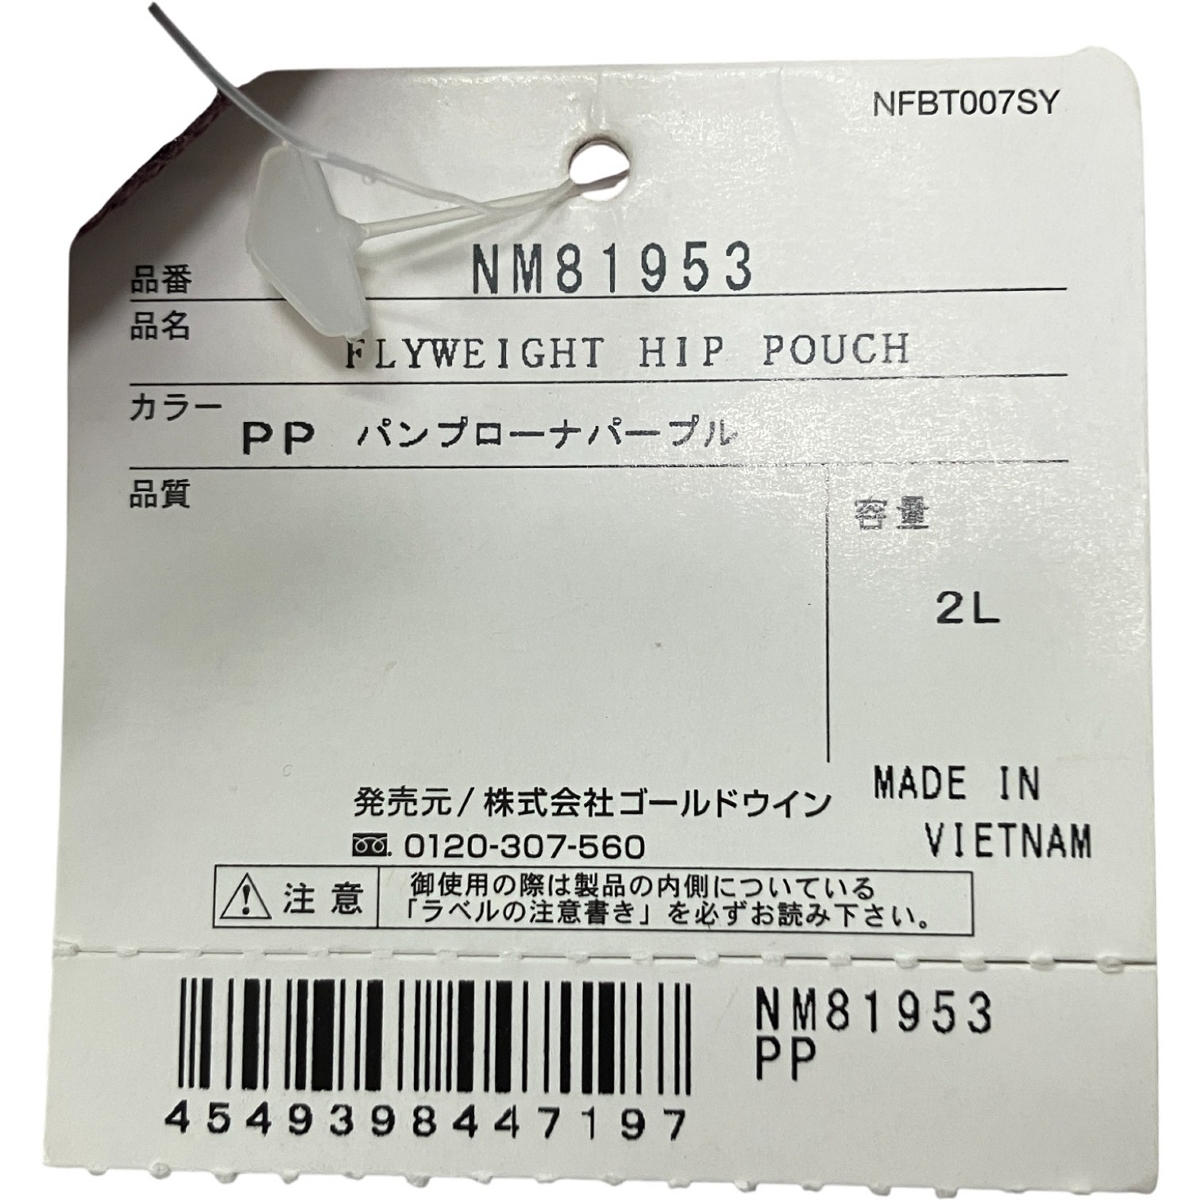 NFBT007SY
品番 NM81953
品名
FLYWEIGHT HIP POUCH
カラー
PP パンプローナパープル
品質
容量
2L
発売元/株式会社ゴールドウイン
0120-307-560
MADE IN
VIETNAM
注意
御使用の際は製品の内側についている
「ラベルの注意書き」を必ずお読み下さい。
4549398447197
NM81953
PP